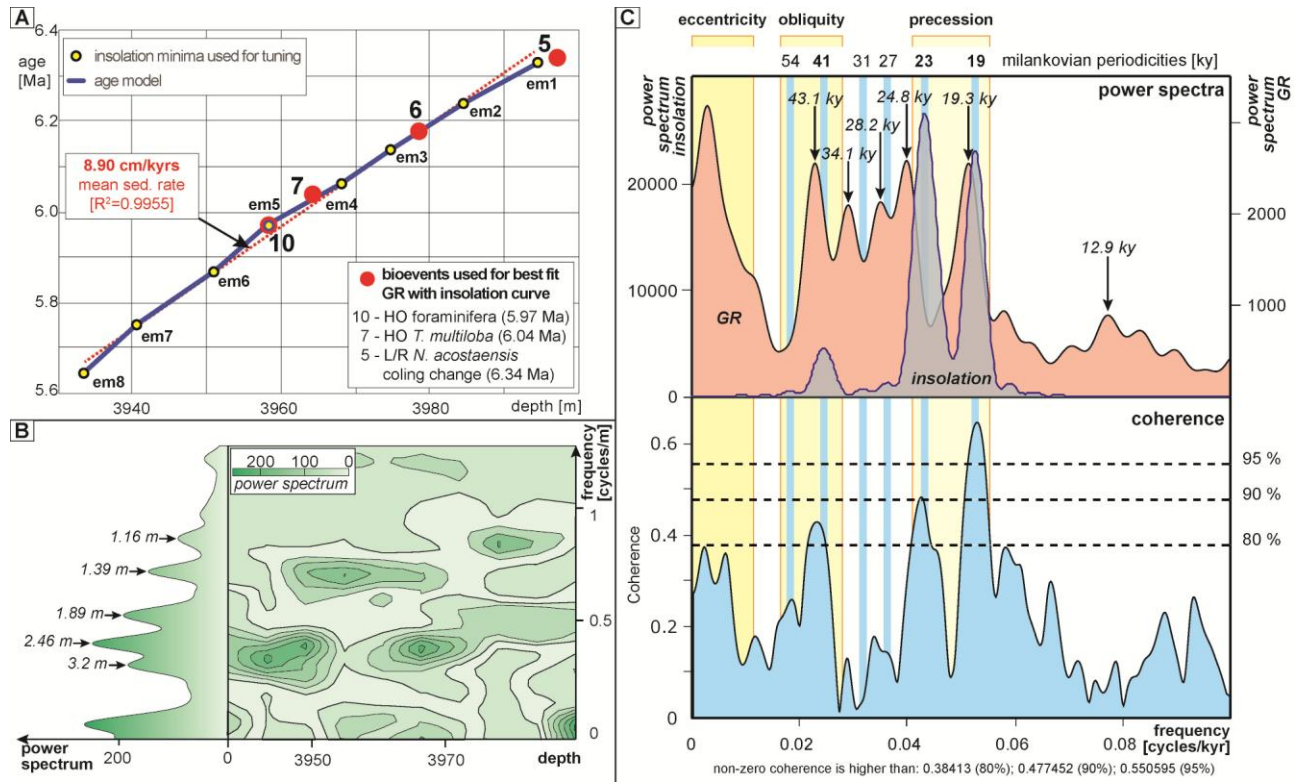 A
6.4
age
[Ma]
6.2
6.0
5.8
5.6
insolation minima used for tuning
age model
5
em1
em2
6
em3
7
em4
em5
10
em6
em7
em8
8.90 cm/kyrs
mean sed. rate
[R²=0.9955]
bioevents used for best fit
GR with insolation curve
10 - HO foraminifera (5.97 Ma)
7 - HO T. multiloba (6.04 Ma)
5 - L/R N. acostaensis
coling change (6.34 Ma)
3940
3960
3980
depth [m]
B
200
100
0
power spectrum
frequency
[cycles/m]
1
0.5
0
1.16 m
1.39 m
1.89 m
2.46 m
3.2 m
power
spectrum
200
0
3950
3970
depth
C
eccentricity
obliquity
precession
54
41
31
27
23
19
milankovian periodicities [ky]
power
spectrum
insolation
power spectra
power
spectrum
GR
43.1 ky
34.1 ky
28.2 ky
24.8 ky
19.3 ky
12.9 ky
20000
10000
0
2000
1000
GR
insolation
coherence
Coherence
0.6
0.4
0.2
0
95 %
90 %
80 %
0
0.02
0.04
0.06
0.08
frequency
[cycles/kyr]
non-zero coherence is higher than: 0.38413 (80%); 0.477452 (90%); 0.550595 (95%)